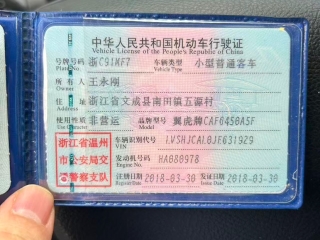 中华人民共和国机动车行驶证
Vehicle License of the People's Republic of China
号牌号码 浙C91MF7 车辆类型 小型普通客车
Plate No. Vehicle Type
所有人 王永刚
Owner
住址 浙江省文成县南田镇五源村
Address
使用性质 非营运 品牌型号 翼虎牌CAF6450A5F
Use Character Model
浙江省温州 车辆识别代号 LVSHJCAL0JE631929
VIN
市公安局交 发动机号码 HA080978
Engine No.
通警察支队 注册日期 2018-03-30 发证日期 2018-03-30
Register Date Issue Date